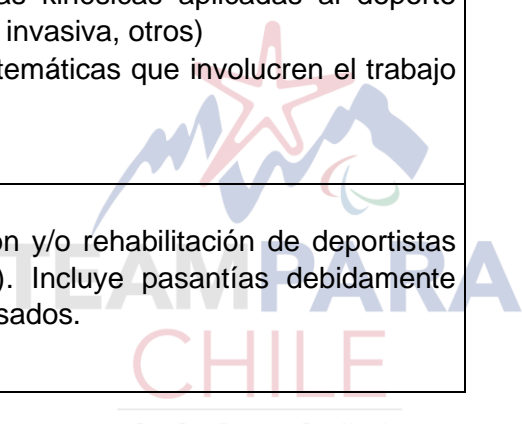 as kinésicas aplicadas al deporte
invasiva, otros)
temáticas que involucren el trabajo
ón y/o rehabilitación de deportistas
). Incluye pasantías debidamente
sados.
TEAMPARA
CHILE